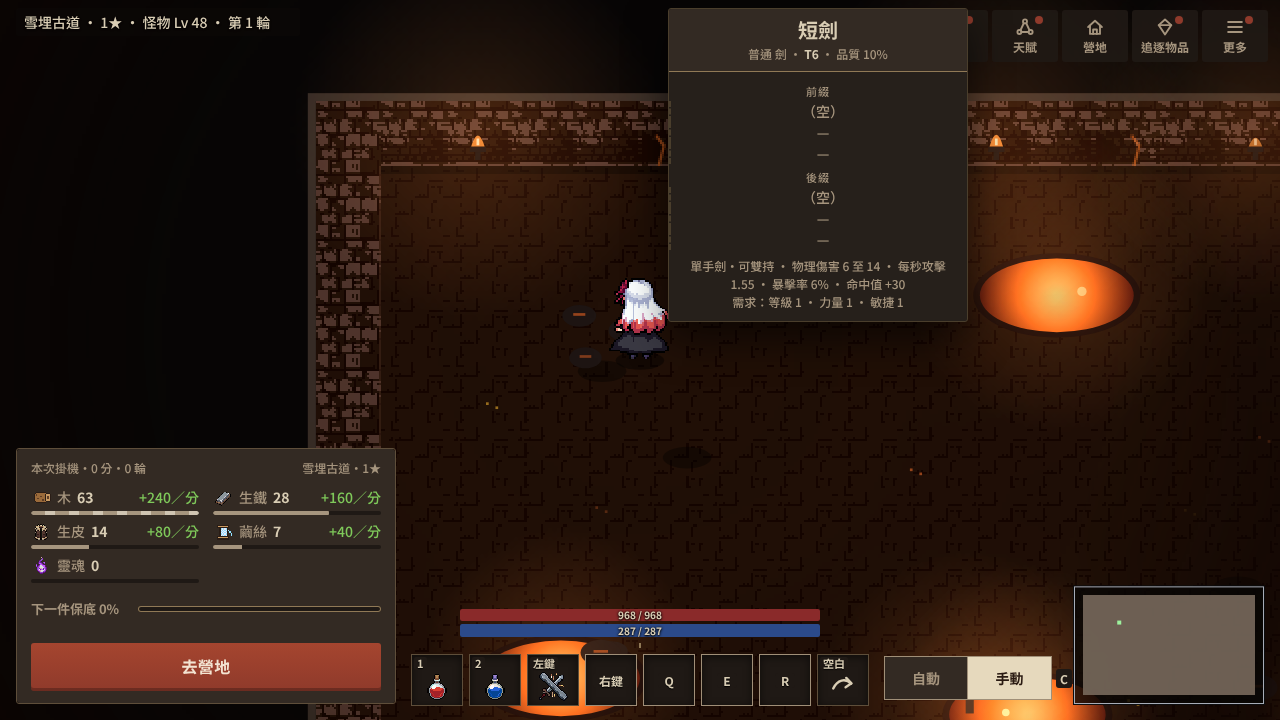 雪埋古道 • 1★ • 怪物 Lv 48 • 第 1 輪
短劍
普通 劍 • T6 • 品質 10%
前綴
（空）
—
—
後綴
（空）
—
—
單手劍・可雙持 • 物理傷害 6 至 14 • 每秒攻擊
1.55 • 暴擊率 6% • 命中值 +30
需求：等級 1 • 力量 1 • 敏捷 1
天賦
營地
追逐物品
更多
本次掛機・0 分・0 輪
雪埋古道・1★
木 63 +240／分
生鐵 28 +160／分
生皮 14 +80／分
繭絲 7 +40／分
靈魂 0
下一件保底 0%
去營地
968 / 968
287 / 287
1
2
左鍵
右鍵
Q
E
R
空白
自動
手動
C